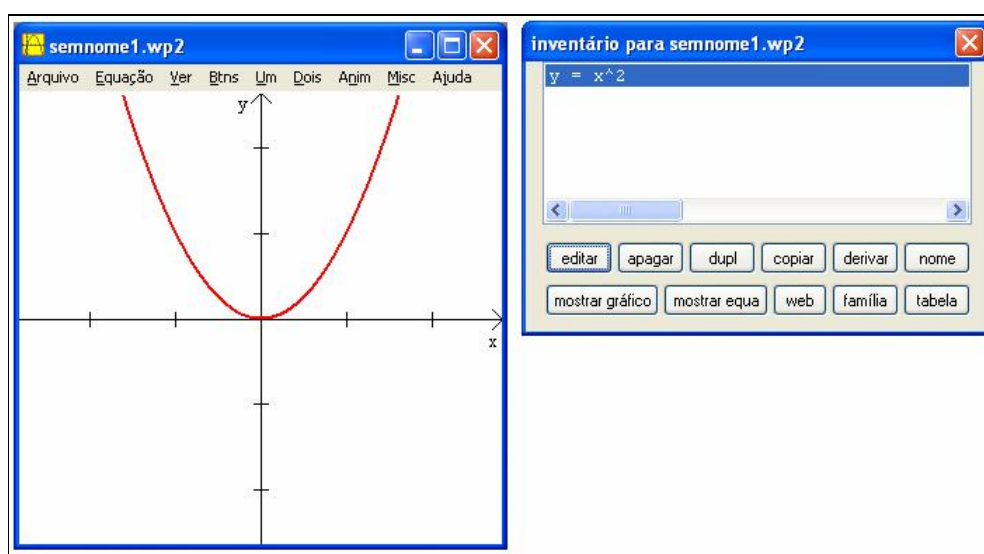 semnome1.wp2
Arquivo Equação Ver Btns Um Dois Anim Misc Ajuda
y
x
inventário para semnome1.wp2
y = x^2
editar apagar dupl copiar derivar nome
mostrar gráfico mostrar equa web família tabela